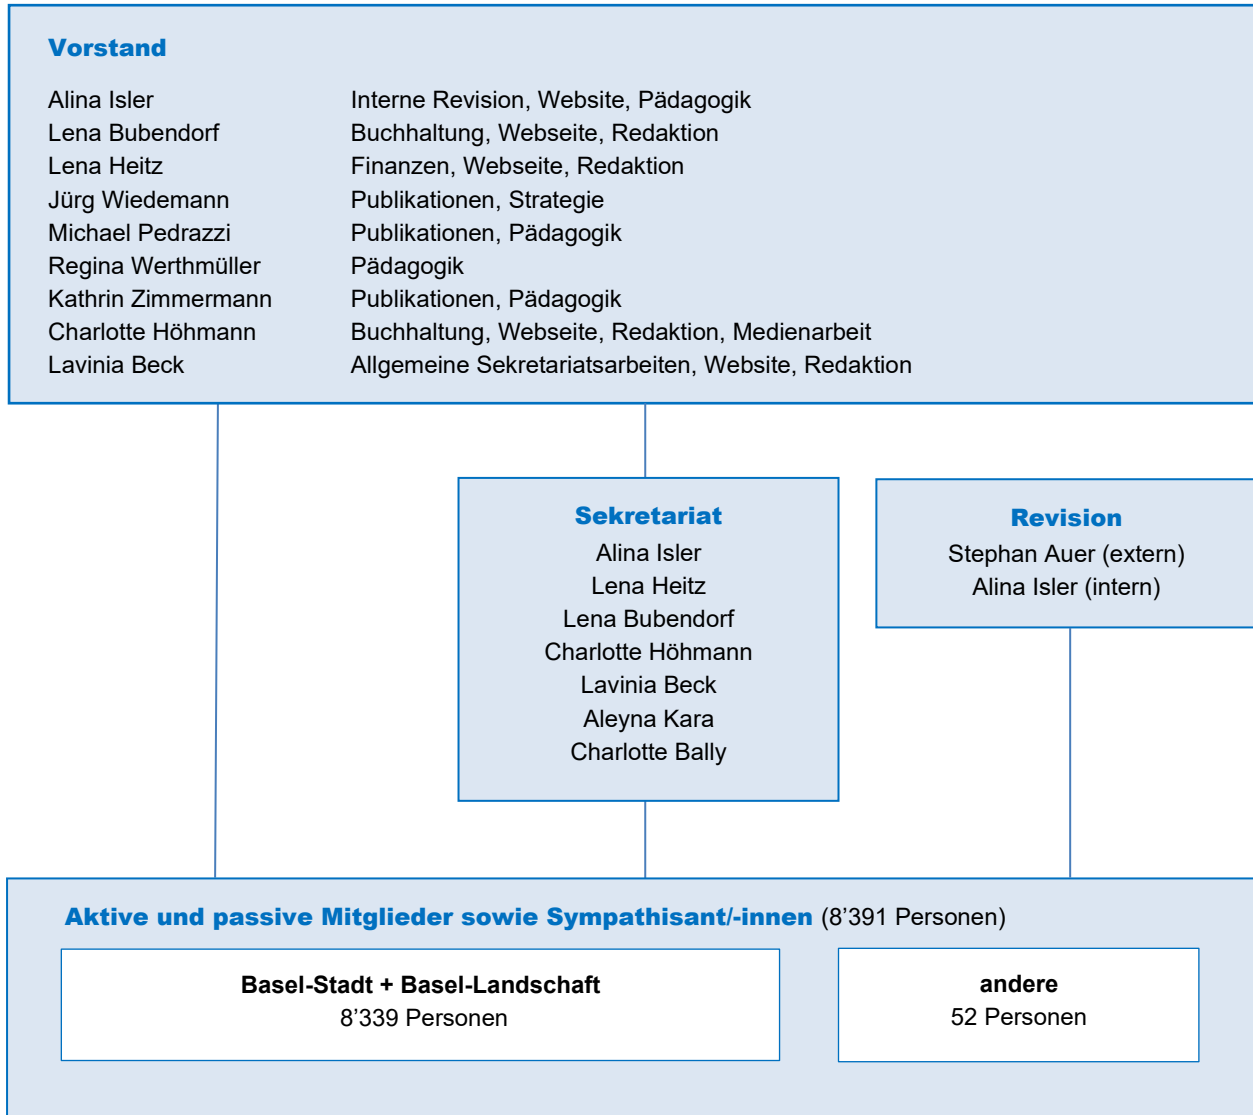 Vorstand
Alina Isler Interne Revision, Website, Pädagogik
Lena Bubendorf Buchhaltung, Webseite, Redaktion
Lena Heitz Finanzen, Webseite, Redaktion
Jürg Wiedemann Publikationen, Strategie
Michael Pedrazzi Publikationen, Pädagogik
Regina Werthmüller Pädagogik
Kathrin Zimmermann Publikationen, Pädagogik
Charlotte Höhmann Buchhaltung, Webseite, Redaktion, Medienarbeit
Lavinia Beck Allgemeine Sekretariatsarbeiten, Website, Redaktion
Sekretariat
Alina Isler
Lena Heitz
Lena Bubendorf
Charlotte Höhmann
Lavinia Beck
Aleyna Kara
Charlotte Bally
Revision
Stephan Auer (extern)
Alina Isler (intern)
Aktive und passive Mitglieder sowie Sympathisant/-innen (8’391 Personen)
Basel-Stadt + Basel-Landschaft
8’339 Personen
andere
52 Personen